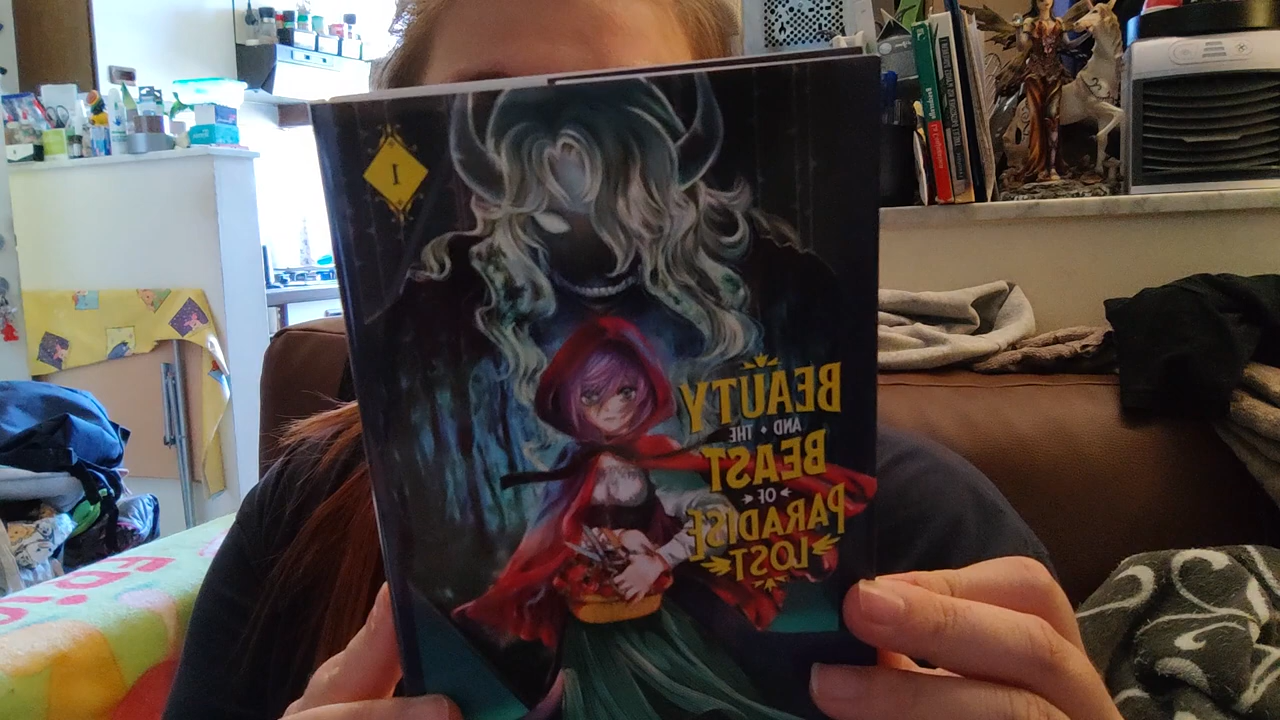 I
BEAUTY
AND • THE
BEAST
OF
PARADISE
LOST